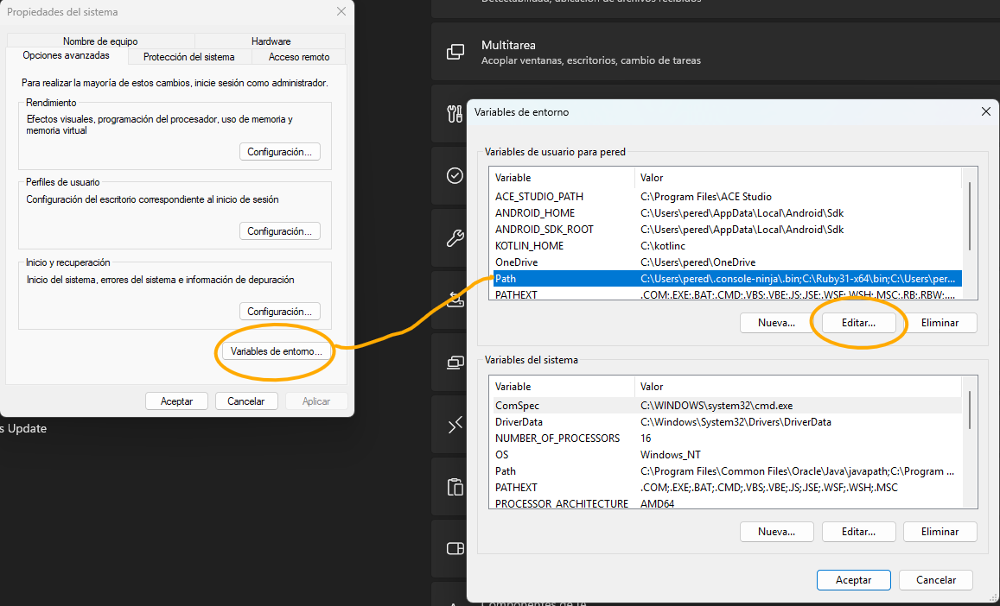 Propiedades del sistema
Nombre de equipo
Hardware
Opciones avanzadas
Protección del sistema
Acceso remoto
Para realizar la mayoría de estos cambios, inicie sesión como administrador.
Rendimiento
Efectos visuales, programación del procesador, uso de memoria y
memoria virtual
Configuración...
Perfiles de usuario
Configuración del escritorio correspondiente al inicio de sesión
Configuración...
Inicio y recuperación
Inicio del sistema, errores del sistema e información de depuración
Configuración...
Variables de entorno...
Aceptar
Cancelar
Aplicar
s Update
Detectabilidad, ubicación de archivos recibidos
Multitarea
Acoplar ventanas, escritorios, cambio de tareas
Variables de entorno
Variables de usuario para pered
Variable Valor
ACE_STUDIO_PATH C:\Program Files\ACE Studio
ANDROID_HOME C:\Users\pered\AppData\Local\Android\Sdk
ANDROID_SDK_ROOT C:\Users\pered\AppData\Local\Android\Sdk
KOTLIN_HOME C:\kotlinc
OneDrive C:\Users\pered\OneDrive
Path C:\Users\pered\.console-ninja\.bin;C:\Ruby31-x64\bin;C:\Users\per...
PATHEXT .COM;.EXE;.BAT;.CMD;.VBS;.VBE;.JS;.JSE;.WSF;.WSH;.MSC;.RB;.RBW;....
Nueva...
Editar...
Eliminar
Variables del sistema
Variable Valor
ComSpec C:\WINDOWS\system32\cmd.exe
DriverData C:\Windows\System32\Drivers\DriverData
NUMBER_OF_PROCESSORS 16
OS Windows_NT
Path C:\Program Files\Common Files\Oracle\Java\javapath;C:\Program ...
PATHEXT .COM;.EXE;.BAT;.CMD;.VBS;.VBE;.JS;.JSE;.WSF;.WSH;.MSC
PROCESSOR_ARCHITECTURE AMD64
Nueva...
Editar...
Eliminar
Aceptar
Cancelar